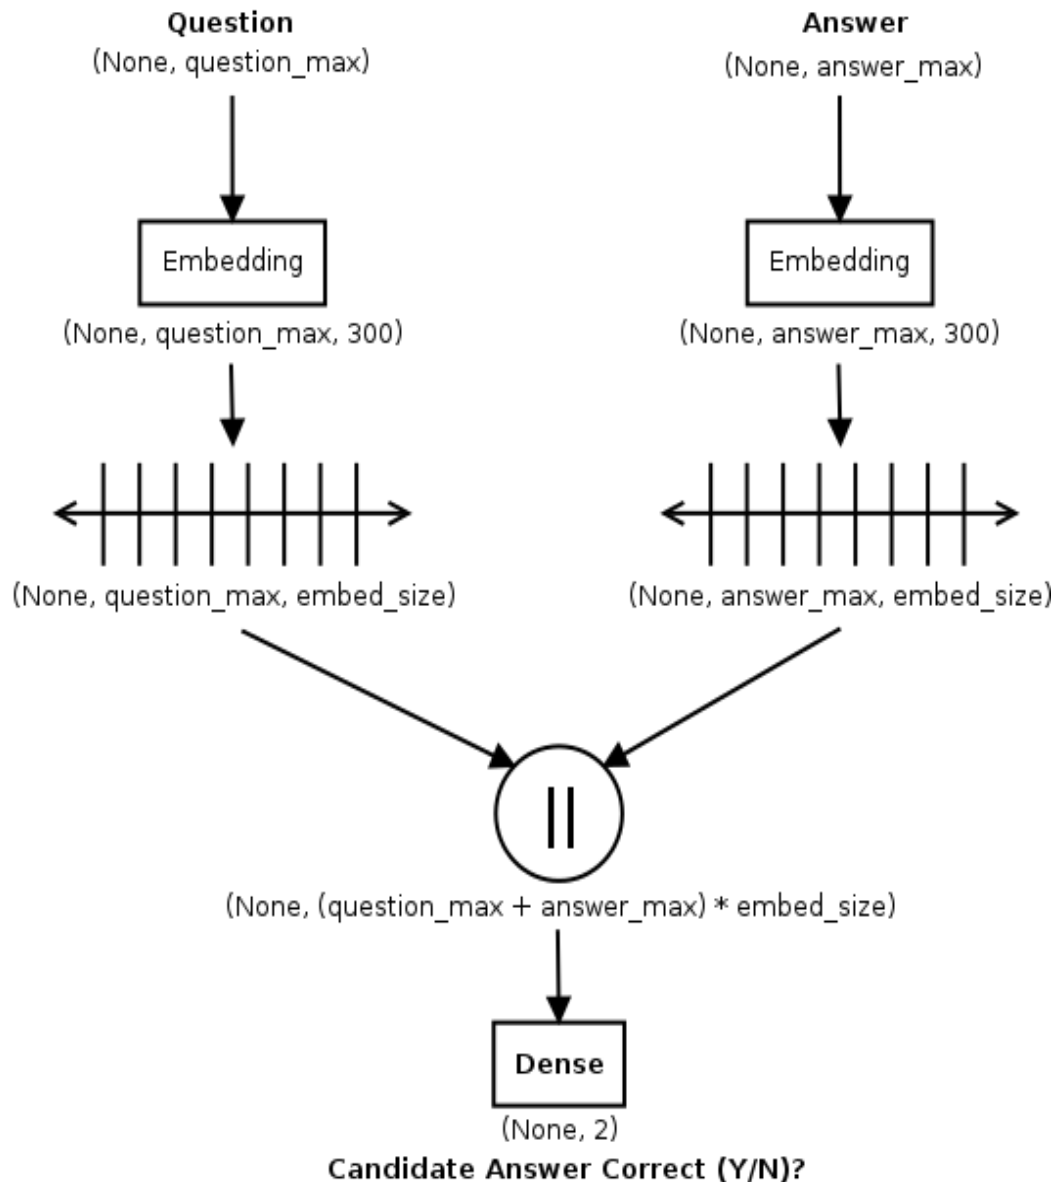 Question
(None, question_max)
Answer
(None, answer_max)
Embedding
Embedding
(None, question_max, 300)
(None, answer_max, 300)
(None, question_max, embed_size)
(None, answer_max, embed_size)
||
(None, (question_max + answer_max) * embed_size)
Dense
(None, 2)
Candidate Answer Correct (Y/N)?